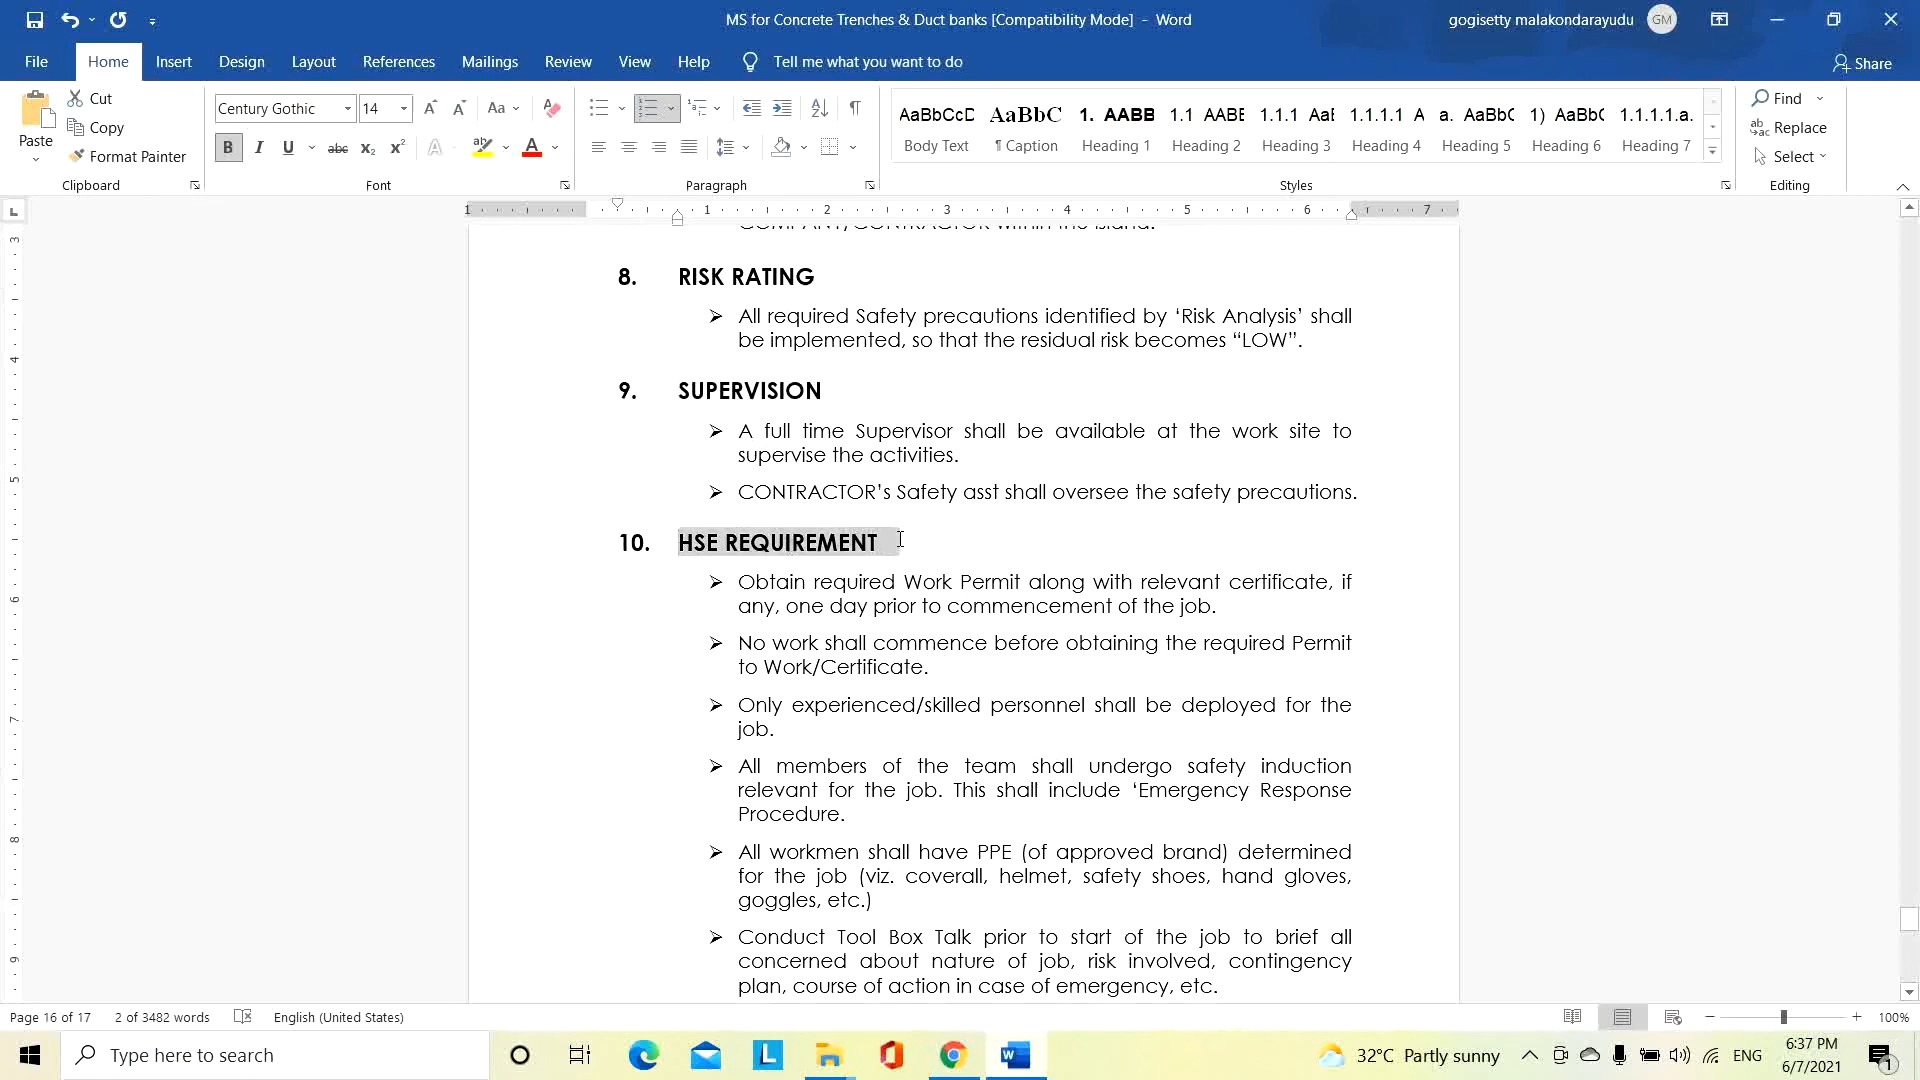 MS for Concrete Trenches & Duct banks [Compatibility Mode] - Word
gogisetty malakondarayudu GM
File Home Insert Design Layout References Mailings Review View Help Tell me what you want to do Share
Cut
Copy
Paste
Format Painter
Clipboard
Century Gothic 14
Font
Paragraph
AaBbCcD AaBbC 1. AABB 1.1 AABE 1.1.1 AaE 1.1.1.1 A a. AaBbC 1) AaBbC 1.1.1.1.a.
Body Text ¶ Caption Heading 1 Heading 2 Heading 3 Heading 4 Heading 5 Heading 6 Heading 7
Styles
Find
Replace
Select
Editing
1 1 2 3 4 5 6 7
COMPANY/CONTRACTOR within the island.
8. RISK RATING
➢ All required Safety precautions identified by ‘Risk Analysis’ shall
be implemented, so that the residual risk becomes “LOW”.
9. SUPERVISION
➢ A full time Supervisor shall be available at the work site to
supervise the activities.
➢ CONTRACTOR’s Safety asst shall oversee the safety precautions.
10. HSE REQUIREMENT
➢ Obtain required Work Permit along with relevant certificate, if
any, one day prior to commencement of the job.
➢ No work shall commence before obtaining the required Permit
to Work/Certificate.
➢ Only experienced/skilled personnel shall be deployed for the
job.
➢ All members of the team shall undergo safety induction
relevant for the job. This shall include ‘Emergency Response
Procedure.
➢ All workmen shall have PPE (of approved brand) determined
for the job (viz. coverall, helmet, safety shoes, hand gloves,
goggles, etc.)
➢ Conduct Tool Box Talk prior to start of the job to brief all
concerned about nature of job, risk involved, contingency
plan, course of action in case of emergency, etc.
Page 16 of 17 2 of 3482 words English (United States) 100%
Type here to search
32°C Partly sunny ENG
6:37 PM
6/7/2021
1